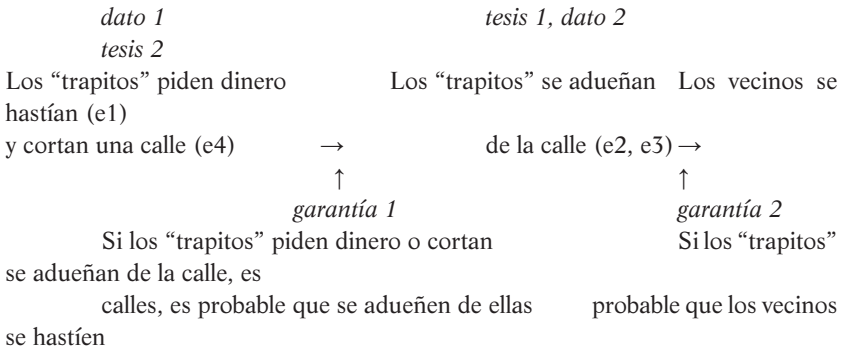 dato 1 tesis 1, dato 2
tesis 2
Los “trapitos” piden dinero Los “trapitos” se adueñan Los vecinos se
hastían (e1)
y cortan una calle (e4) → de la calle (e2, e3) →
↑ ↑
garantía 1 garantía 2
Si los “trapitos” piden dinero o cortan Si los “trapitos”
se adueñan de la calle, es
calles, es probable que se adueñen de ellas probable que los vecinos
se hastíen